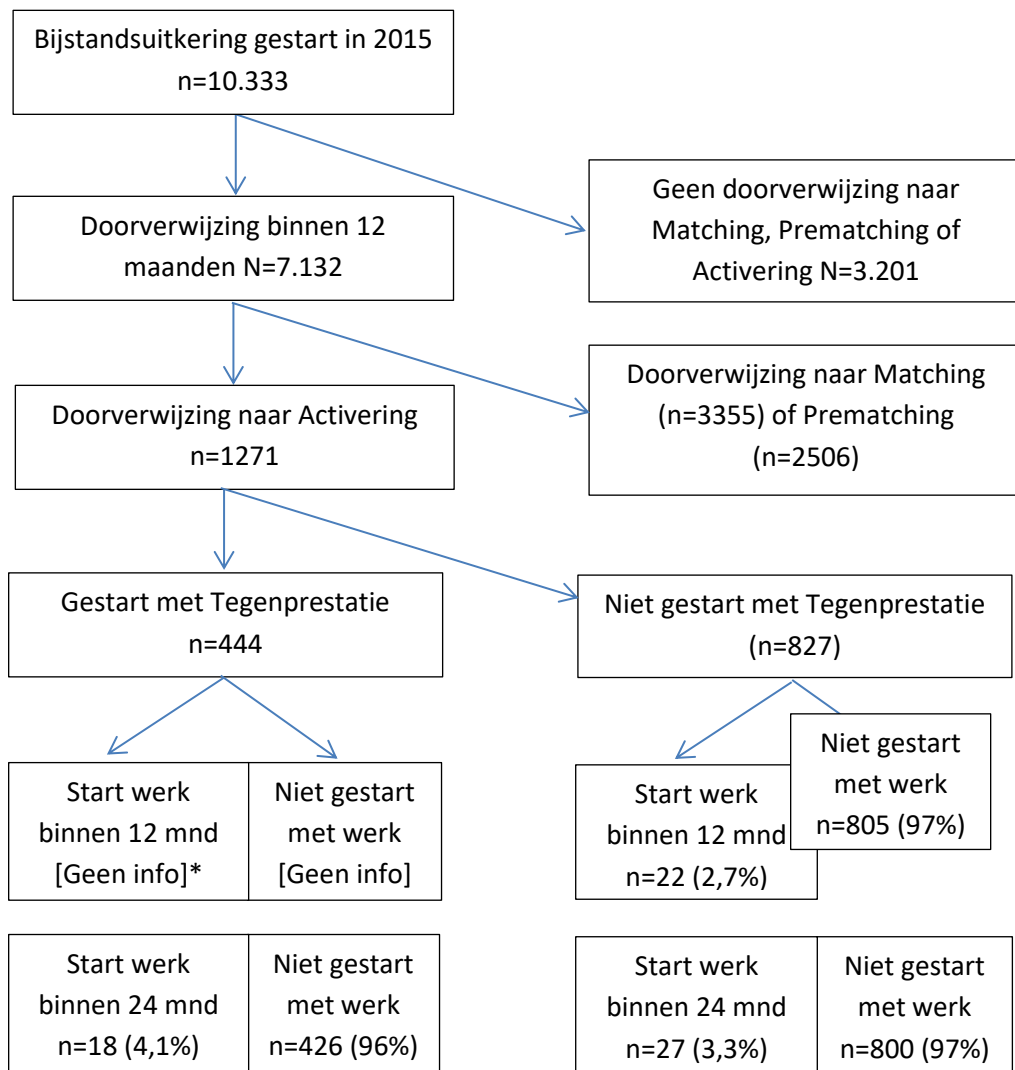 Bijstandsuitkering gestart in 2015
n=10.333
Geen doorverwijzing naar
Matching, Prematching of
Activering N=3.201
Doorverwijzing binnen 12
maanden N=7.132
Doorverwijzing naar Matching
(n=3355) of Prematching
(n=2506)
Doorverwijzing naar Activering
n=1271
Gestart met Tegenprestatie
n=444
Niet gestart met Tegenprestatie
(n=827)
Start werk
binnen 12 mnd
[Geen info]*
Niet gestart
met werk
[Geen info]
Start werk
binnen 12 mnd
n=22 (2,7%)
Niet gestart
met werk
n=805 (97%)
Start werk
binnen 24 mnd
n=18 (4,1%)
Niet gestart
met werk
n=426 (96%)
Start werk
binnen 24 mnd
n=27 (3,3%)
Niet gestart
met werk
n=800 (97%)